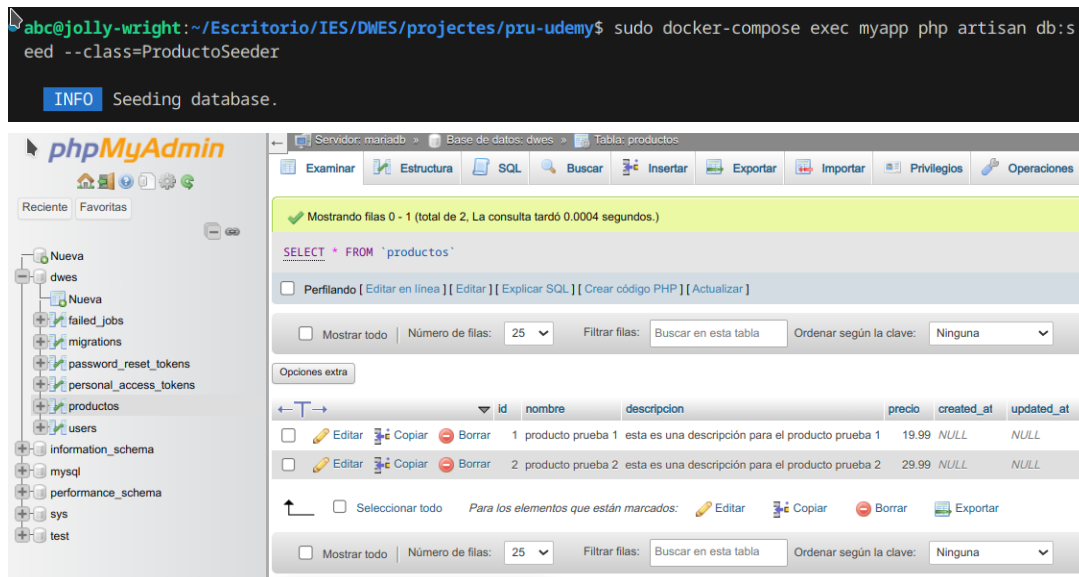 abc@jolly-wright:~/Escritorio/IES/DWES/projectes/pru-udemy$ sudo docker-compose exec myapp php artisan db:s
eed --class=ProductoSeeder
INFO Seeding database.
phpMyAdmin
Reciente Favoritas
Nueva
dwes
Nueva
failed_jobs
migrations
password_reset_tokens
personal_access_tokens
productos
users
information_schema
mysql
performance_schema
sys
test
Servidor: mariadb » Base de datos: dwes » Tabla: productos
Examinar Estructura SQL Buscar Insertar Exportar Importar Privilegios Operaciones
Mostrando filas 0 - 1 (total de 2, La consulta tardó 0.0004 segundos.)
SELECT * FROM `productos`
Perfilando [ Editar en línea ] [ Editar ] [ Explicar SQL ] [ Crear código PHP ] [ Actualizar ]
Mostrar todo | Número de filas: 25 Filtrar filas: Buscar en esta tabla Ordenar según la clave: Ninguna
Opciones extra
←T→ id nombre descripcion precio created_at updated_at
Editar Copiar Borrar 1 producto prueba 1 esta es una descripción para el producto prueba 1 19.99 NULL NULL
Editar Copiar Borrar 2 producto prueba 2 esta es una descripción para el producto prueba 2 29.99 NULL NULL
Seleccionar todo Para los elementos que están marcados: Editar Copiar Borrar Exportar
Mostrar todo | Número de filas: 25 Filtrar filas: Buscar en esta tabla Ordenar según la clave: Ninguna